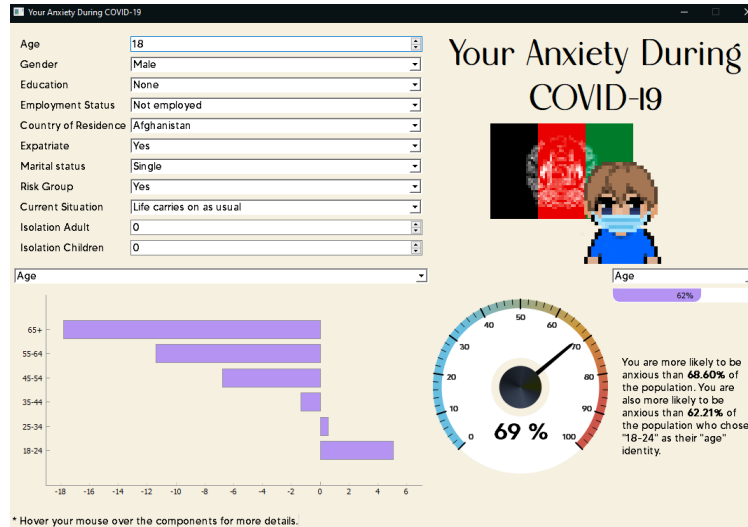 Your Anxiety During COVID-19
Age 18
Gender Male
Education None
Employment Status Not employed
Country of Residence Afghanistan
Expatriate Yes
Marital status Single
Risk Group Yes
Current Situation Life carries on as usual
Isolation Adult 0
Isolation Children 0
Your Anxiety During
COVID-19
Age
Age
62%
65+
55-64
45-54
35-44
25-34
18-24
-18 -16 -14 -12 -10 -8 -6 -4 -2 0 2 4 6
0 10 20 30 40 50 60 70 80 90 100
69 %
You are more likely to be
anxious than 68.60% of
the population. You are
also more likely to be
anxious than 62.21% of
the population who chose
"18-24" as their "age"
identity.
* Hover your mouse over the components for more details.